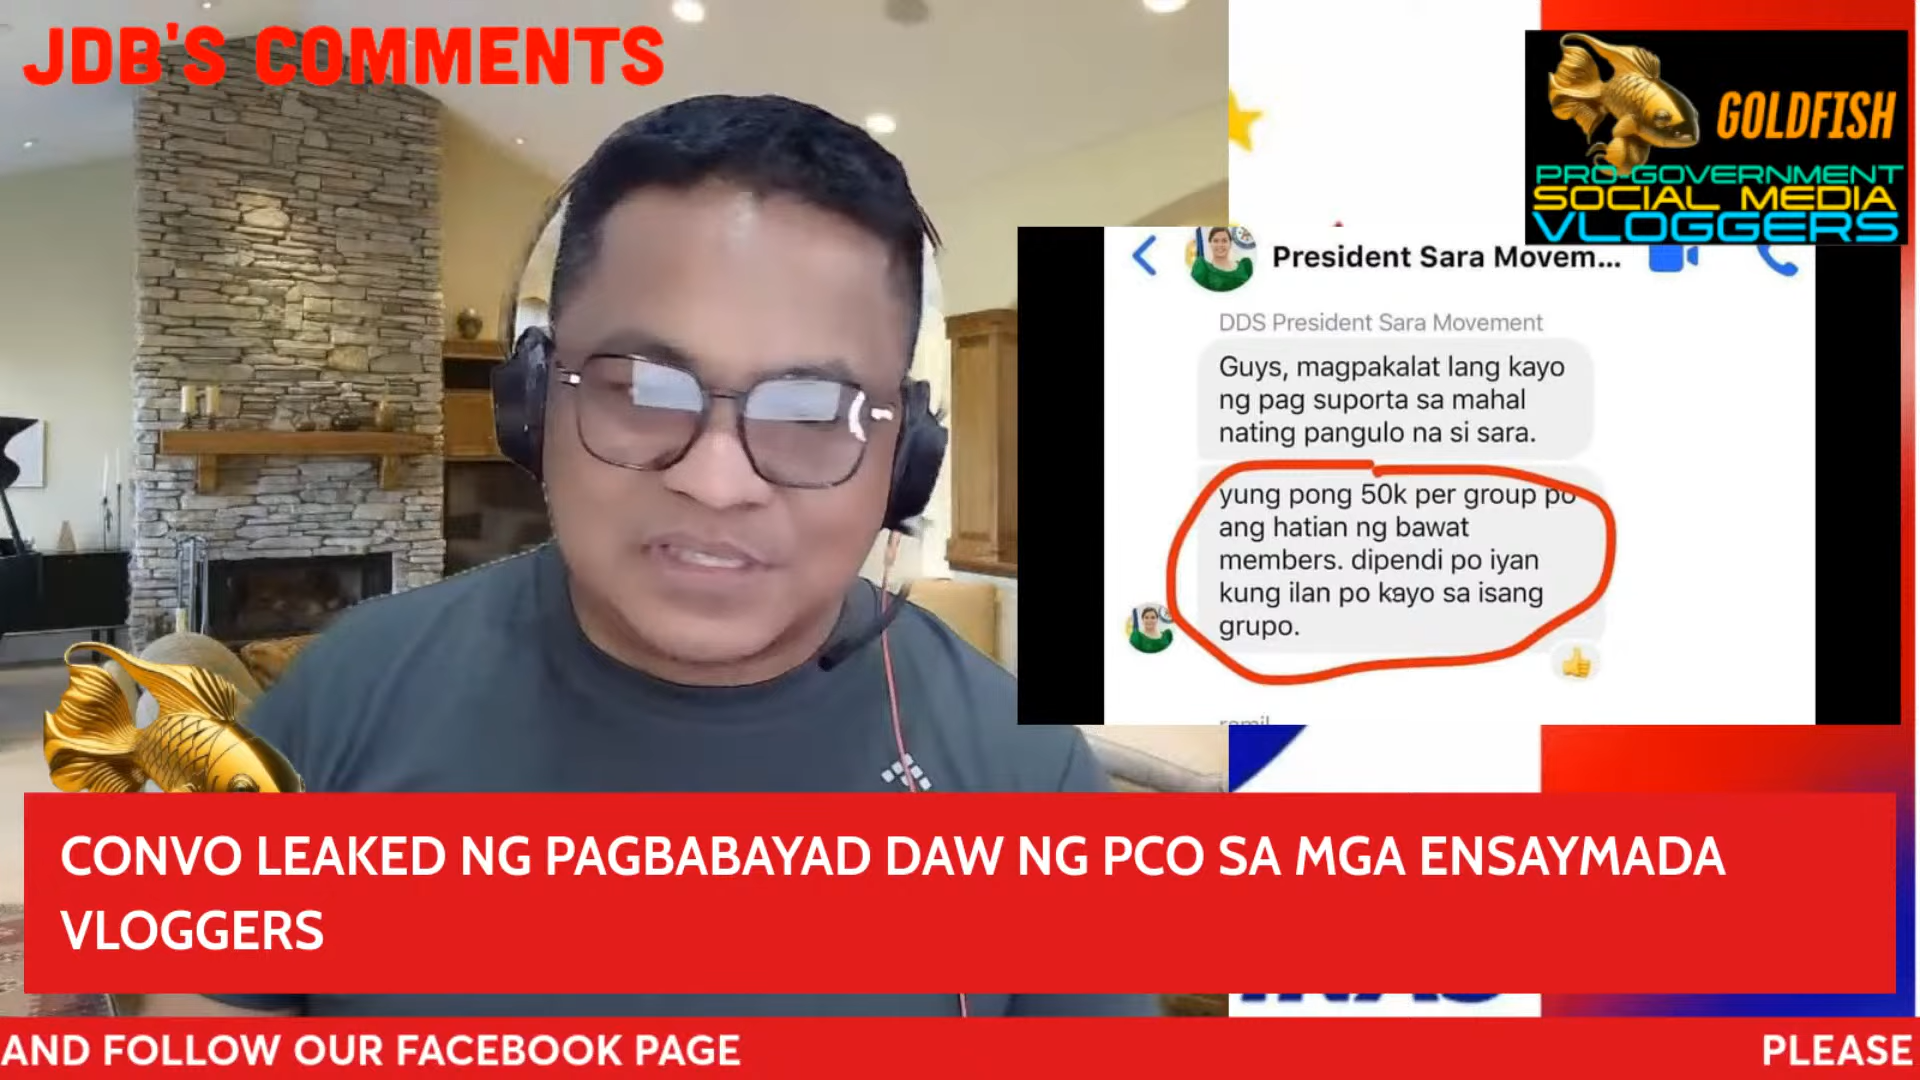 JDB'S COMMENTS
GOLDFISH
PRO-GOVERNMENT
SOCIAL MEDIA
VLOGGERS
President Sara Movem...
DDS President Sara Movement
Guys, magpakalat lang kayo
ng pag suporta sa mahal
nating pangulo na si sara.
yung pong 50k per group po
ang hatian ng bawat
members. dipendi po iyan
kung ilan po kayo sa isang
grupo.
CONVO LEAKED NG PAGBABAYAD DAW NG PCO SA MGA ENSAYMADA
VLOGGERS
AND FOLLOW OUR FACEBOOK PAGE
PLEASE